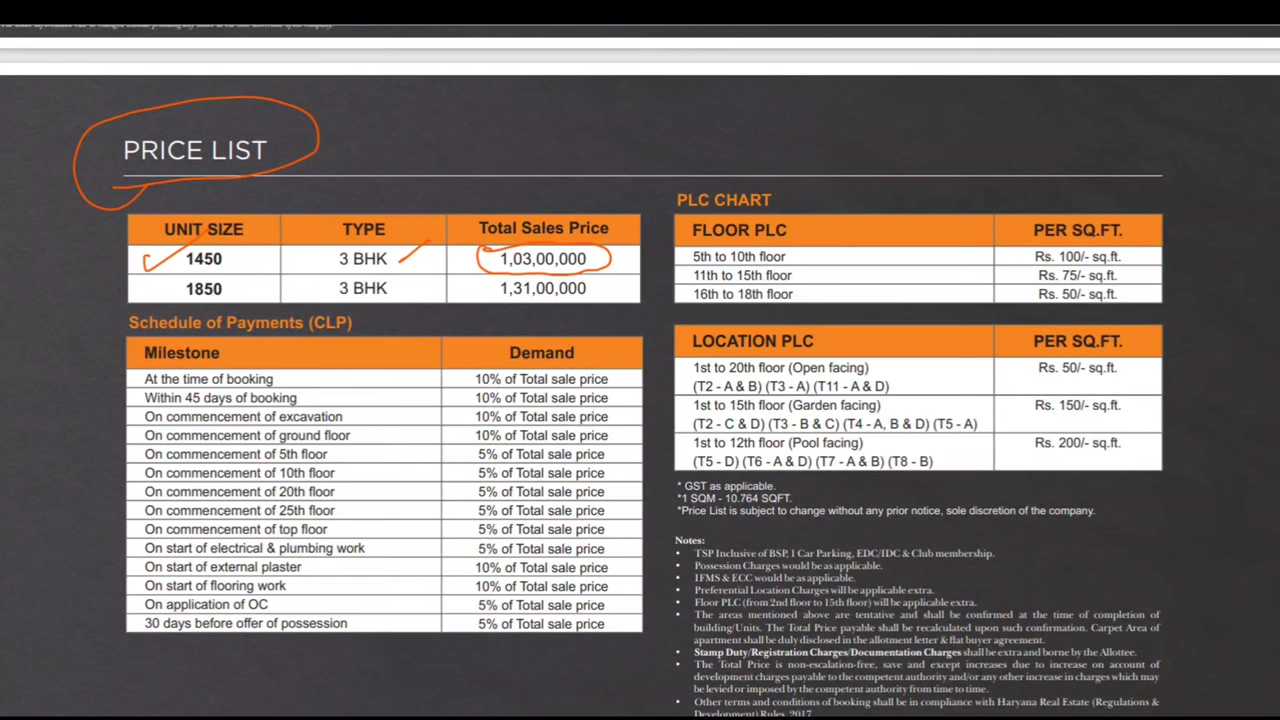 PRICE LIST
UNIT SIZE TYPE Total Sales Price
1450 3 BHK 1,03,00,000
1850 3 BHK 1,31,00,000
Schedule of Payments (CLP)
Milestone Demand
At the time of booking 10% of Total sale price
Within 45 days of booking 10% of Total sale price
On commencement of excavation 10% of Total sale price
On commencement of ground floor 10% of Total sale price
On commencement of 5th floor 5% of Total sale price
On commencement of 10th floor 5% of Total sale price
On commencement of 20th floor 5% of Total sale price
On commencement of 25th floor 5% of Total sale price
On commencement of top floor 5% of Total sale price
On start of electrical & plumbing work 5% of Total sale price
On start of external plaster 10% of Total sale price
On start of flooring work 10% of Total sale price
On application of OC 5% of Total sale price
30 days before offer of possession 5% of Total sale price
PLC CHART
FLOOR PLC PER SQ.FT.
5th to 10th floor Rs. 100/- sq.ft.
11th to 15th floor Rs. 75/- sq.ft.
16th to 18th floor Rs. 50/- sq.ft.
LOCATION PLC PER SQ.FT.
1st to 20th floor (Open facing) Rs. 50/- sq.ft.
(T2 - A & B) (T3 - A) (T11 - A & D)
1st to 15th floor (Garden facing) Rs. 150/- sq.ft.
(T2 - C & D) (T3 - B & C) (T4 - A, B & D) (T5 - A)
1st to 12th floor (Pool facing) Rs. 200/- sq.ft.
(T5 - D) (T6 - A & D) (T7 - A & B) (T8 - B)
* GST as applicable.
*1 SQM - 10.764 SQFT.
*Price List is subject to change without any prior notice, sole discretion of the company.
Notes:
• TSP Inclusive of BSP, 1 Car Parking, EDC/IDC & Club membership.
• Possession Charges would be as applicable.
• IFMS & ECC would be as applicable.
• Preferential Location Charges will be applicable extra.
• Floor PLC (from 2nd floor to 15th floor) will be applicable extra.
• The areas mentioned above are tentative and shall be confirmed at the time of completion of
building/Units. The Total Price payable shall be recalculated upon such confirmation. Carpet Area of
apartment shall be duly disclosed in the allotment letter & flat buyer agreement.
• Stamp Duty/Registration Charges/Documentation Charges shall be extra and borne by the Allottee.
• The Total Price is non-escalation-free, save and except increases due to increase on account of
development charges payable to the competent authority and/or any other increase in charges which may
be levied or imposed by the competent authority from time to time.
• Other terms and conditions of booking shall be in compliance with Haryana Real Estate (Regulations &
Development) Rules, 2017